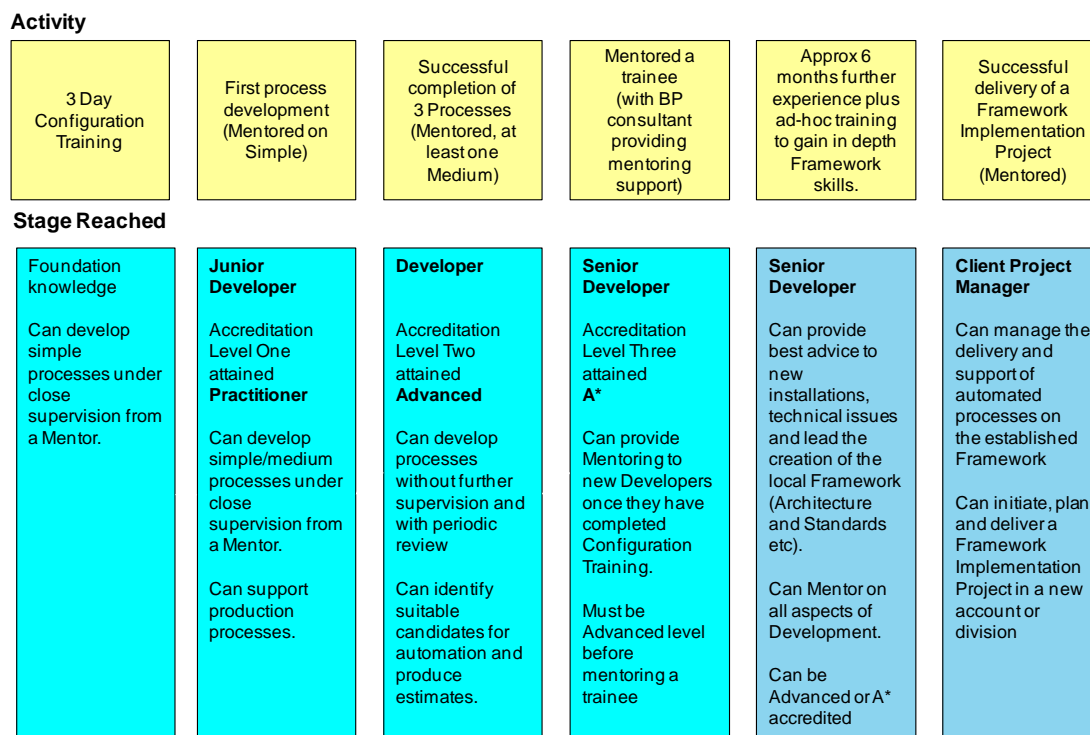 Activity
3 Day
Configuration
Training
First process
development
(Mentored on
Simple)
Successful
completion of
3 Processes
(Mentored, at
least one
Medium)
Mentored a
trainee
(with BP
consultant
providing
mentoring
support)
Approx 6
months further
experience plus
ad-hoc training
to gain in depth
Framework
skills.
Successful
delivery of a
Framework
Implementation
Project
(Mentored)
Stage Reached
Foundation
knowledge
Can develop
simple
processes under
close
supervision from
a Mentor.
Junior
Developer
Accreditation
Level One
attained
Practitioner
Can develop
simple/medium
processes under
close
supervision from
a Mentor.
Can support
production
processes.
Developer
Accreditation
Level Two
attained
Advanced
Can develop
processes
without further
supervision and
with periodic
review
Can identify
suitable
candidates for
automation and
produce
estimates.
Senior
Developer
Accreditation
Level Three
attained
A*
Can provide
Mentoring to
new Developers
once they have
completed
Configuration
Training.
Must be
Advanced level
before
mentoring a
trainee
Senior
Developer
Can provide
best advice to
new
installations,
technical issues
and lead the
creation of the
local Framework
(Architecture
and Standards
etc).
Can Mentor on
all aspects of
Development.
Can be
Advanced or A*
accredited
Client Project
Manager
Can manage the
delivery and
support of
automated
processes on
the established
Framework
Can initiate, plan
and deliver a
Framework
Implementation
Project in a new
account or
division